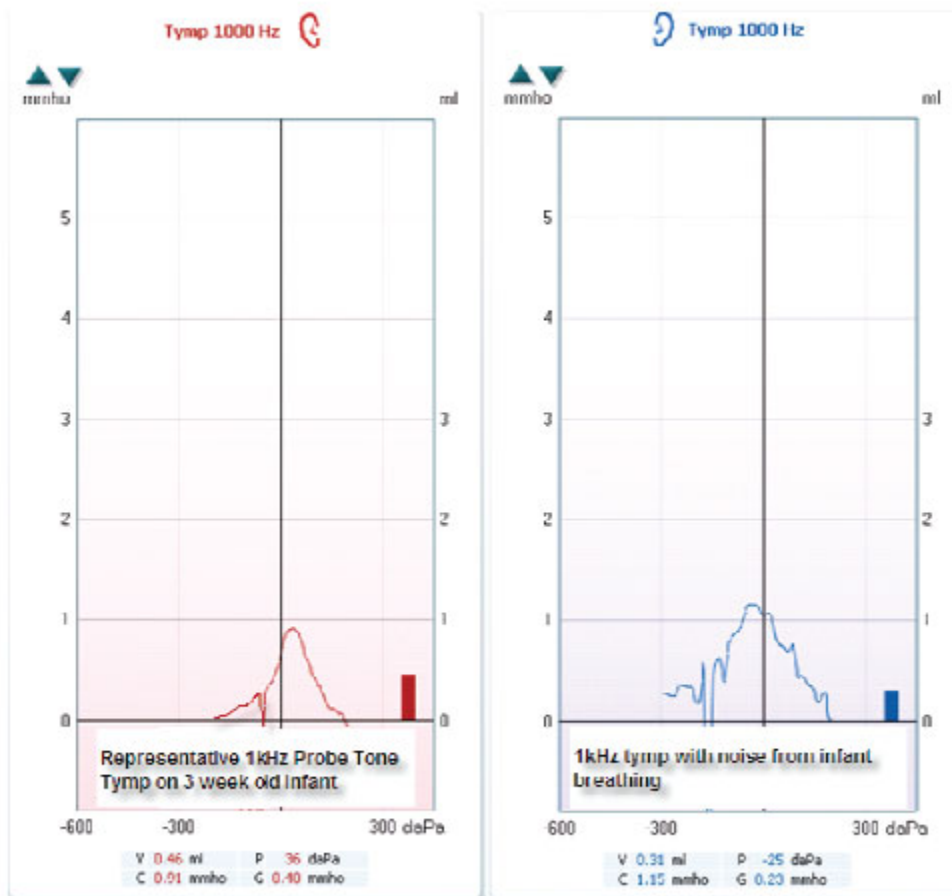 Tymp 1000 Hz
mmho
ml
5
4
3
3
2
2
1
1
0
0
Representative 1kHz Probe Tone
Tymp on 3 week old Infant
-600
-300
300 daPa
V 0.46 ml P 36 daPa
C 0.91 mmho G 0.40 mmho
Tymp 1000 Hz
mmho
ml
5
4
3
3
2
2
1
1
0
0
1kHz tymp with noise from infant
breathing
-600
-300
300 daPa
V 0.31 ml P -25 daPa
C 1.15 mmho G 0.23 mmho